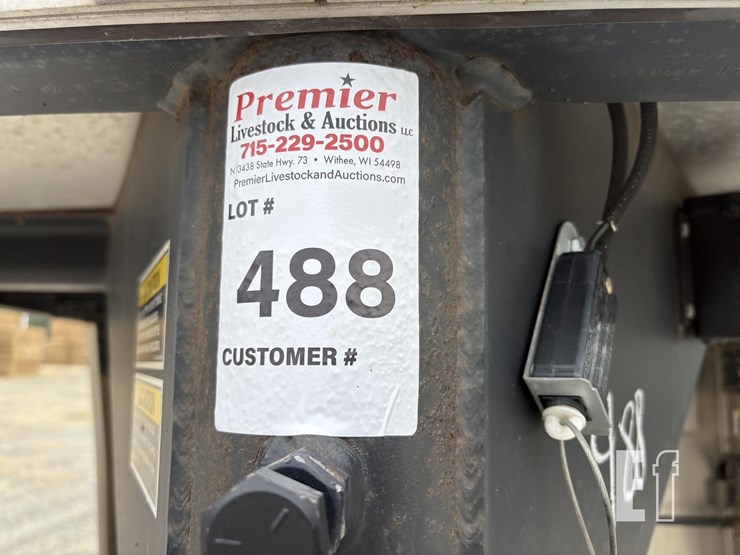 Premier
Livestock & Auctions LLC
715-229-2500
N13438 State Hwy. 73 • Withee, WI 54498
PremierLivestockandAuctions.com
LOT #
488
CUSTOMER #
Ef